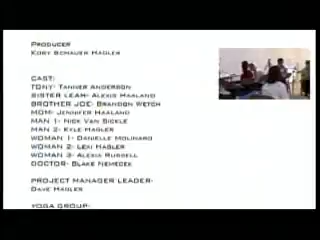 Producer
Kory Schauer Hagler
CAST:
TONY- Tanner Anderson
SISTER LEAH- Alexis Haaland
BROTHER JOE- Brandon Wetch
MOM- Jennifer Haaland
MAN 1- Nick Van Sickle
MAN 2- Kyle Hagler
WOMAN 1- Danielle Molinaro
WOMAN 2- Lexi Hagler
WOMAN 3- Alexia Russell
DOCTOR- Blake Nemecek
PROJECT MANAGER LEADER-
Dave Hagler
YOGA GROUP-